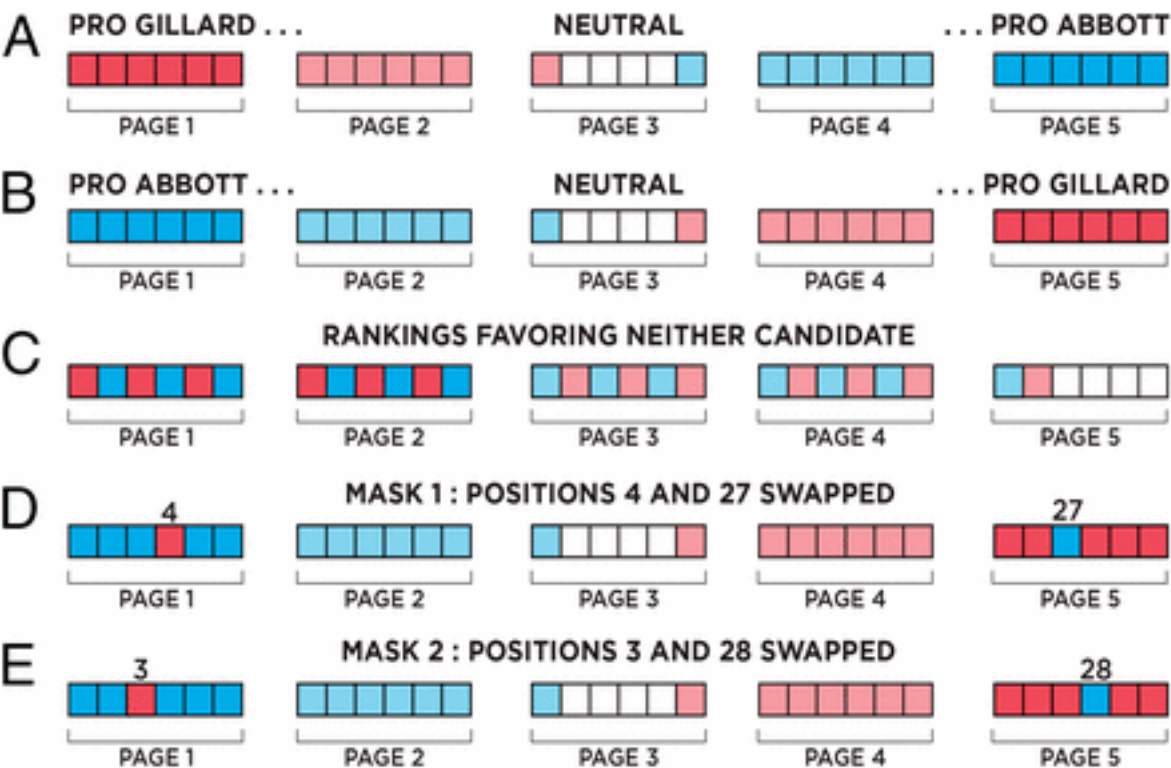 A PRO GILLARD ... NEUTRAL ... PRO ABBOTT
PAGE 1 PAGE 2 PAGE 3 PAGE 4 PAGE 5
B PRO ABBOTT ... NEUTRAL ... PRO GILLARD
PAGE 1 PAGE 2 PAGE 3 PAGE 4 PAGE 5
C RANKINGS FAVORING NEITHER CANDIDATE
PAGE 1 PAGE 2 PAGE 3 PAGE 4 PAGE 5
D MASK 1 : POSITIONS 4 AND 27 SWAPPED
4 27
PAGE 1 PAGE 2 PAGE 3 PAGE 4 PAGE 5
E MASK 2 : POSITIONS 3 AND 28 SWAPPED
3 28
PAGE 1 PAGE 2 PAGE 3 PAGE 4 PAGE 5